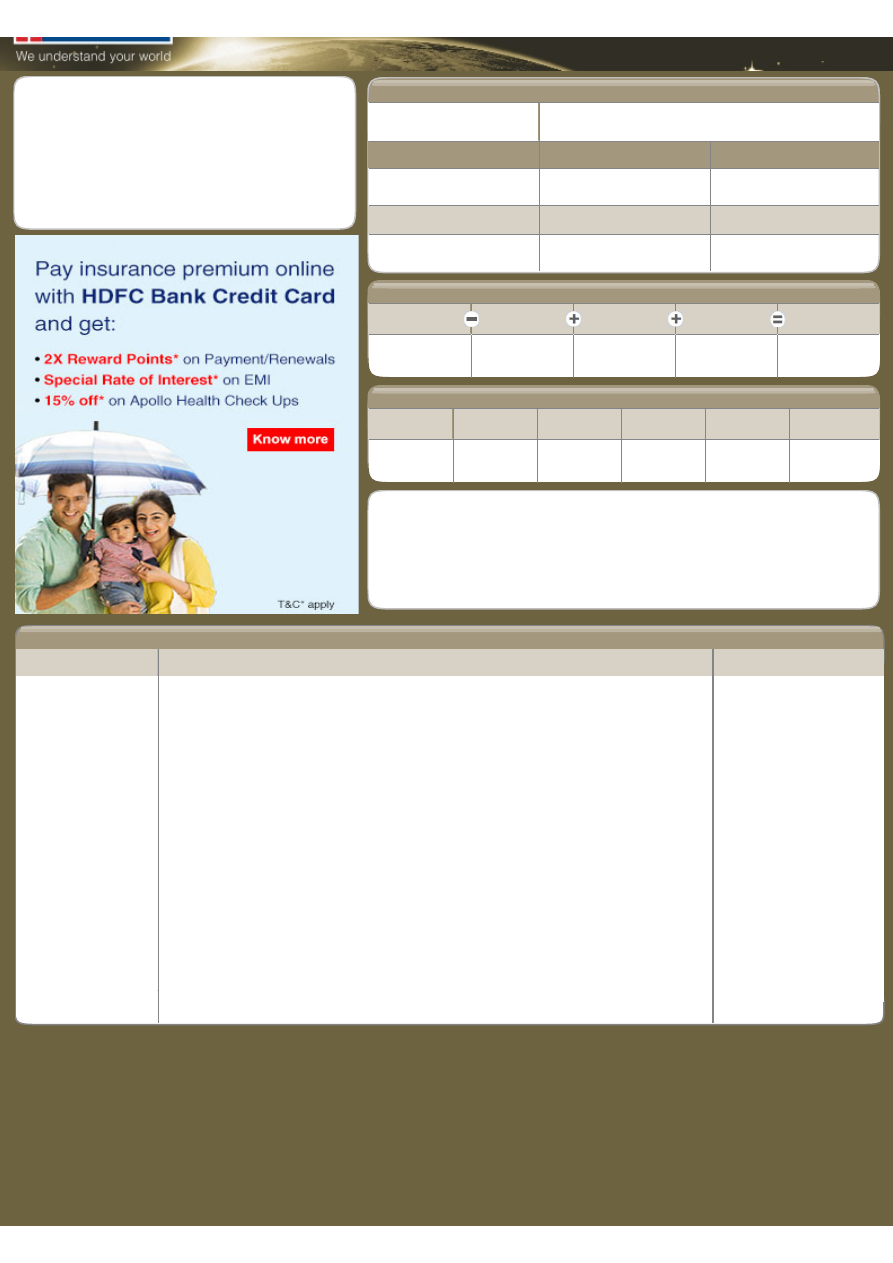 We understand your world
Pay insurance premium online
with HDFC Bank Credit Card
and get:
• 2X Reward Points* on Payment/Renewals
• Special Rate of Interest* on EMI
• 15% off* on Apollo Health Check Ups
Know more
T&C* apply